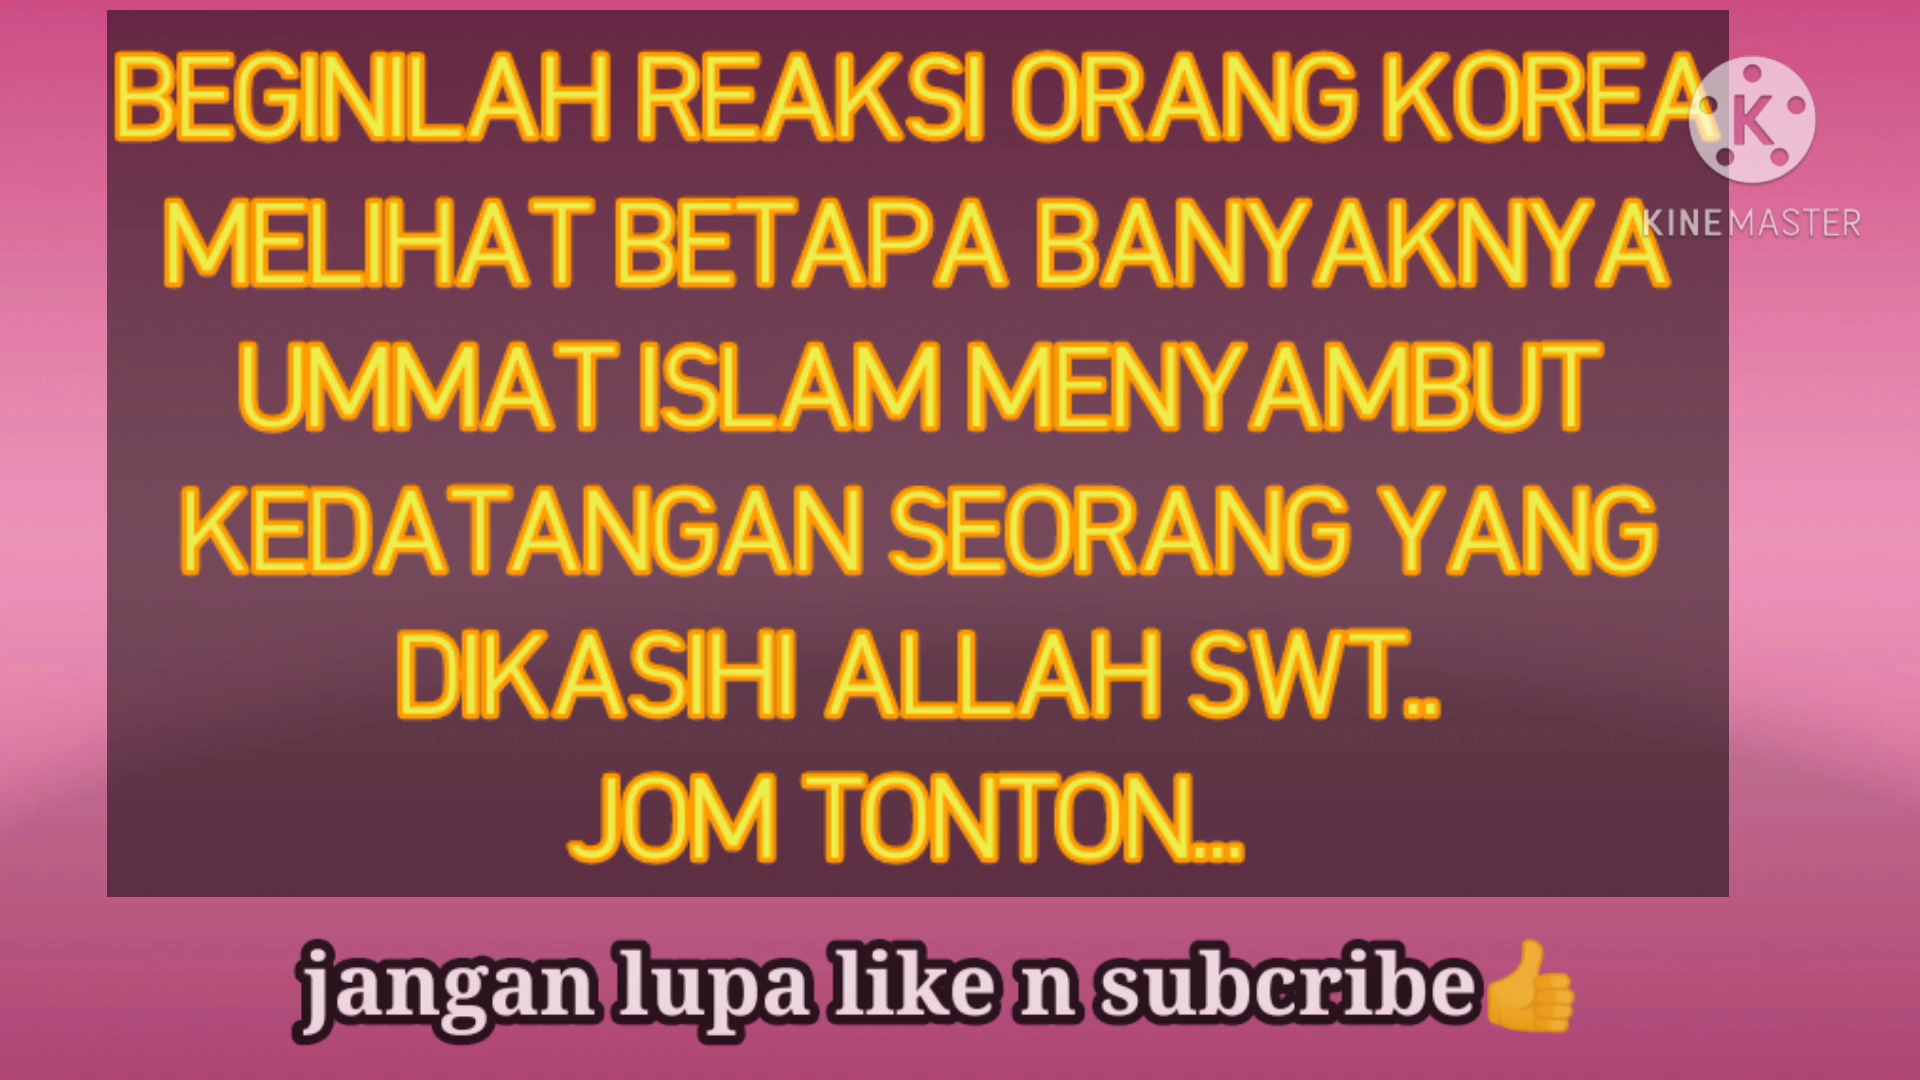 BEGINILAH REAKSI ORANG KOREA
MELIHAT BETAPA BANYAKNYA
UMMAT ISLAM MENYAMBUT
KEDATANGAN SEORANG YANG
DIKASIHI ALLAH SWT..
JOM TONTON...
K
KINEMASTER
jangan lupa like n subcribe👍